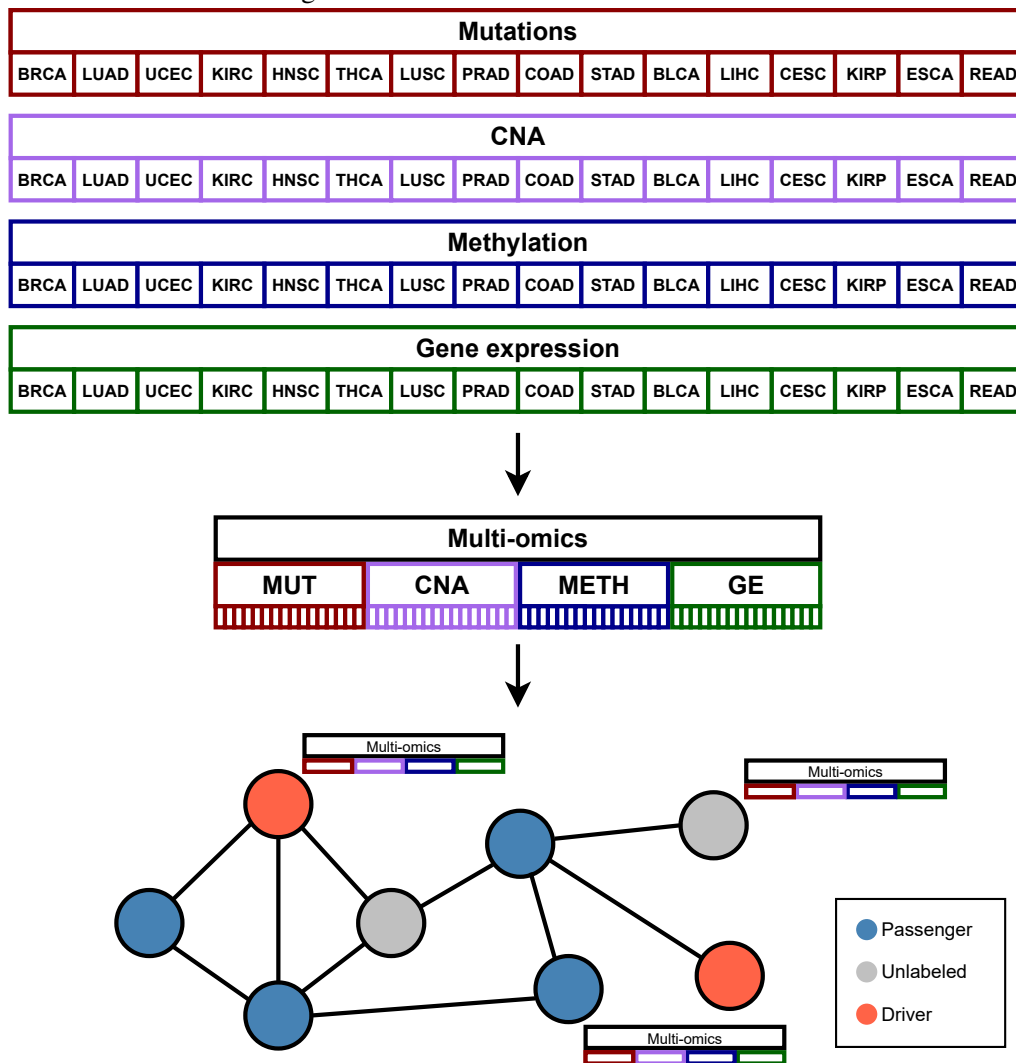 Mutations
BRCA LUAD UCEC KIRC HNSC THCA LUSC PRAD COAD STAD BLCA LIHC CESC KIRP ESCA READ
CNA
BRCA LUAD UCEC KIRC HNSC THCA LUSC PRAD COAD STAD BLCA LIHC CESC KIRP ESCA READ
Methylation
BRCA LUAD UCEC KIRC HNSC THCA LUSC PRAD COAD STAD BLCA LIHC CESC KIRP ESCA READ
Gene expression
BRCA LUAD UCEC KIRC HNSC THCA LUSC PRAD COAD STAD BLCA LIHC CESC KIRP ESCA READ
Multi-omics
MUT CNA METH GE
Multi-omics
Multi-omics
Passenger
Unlabeled
Driver
Multi-omics